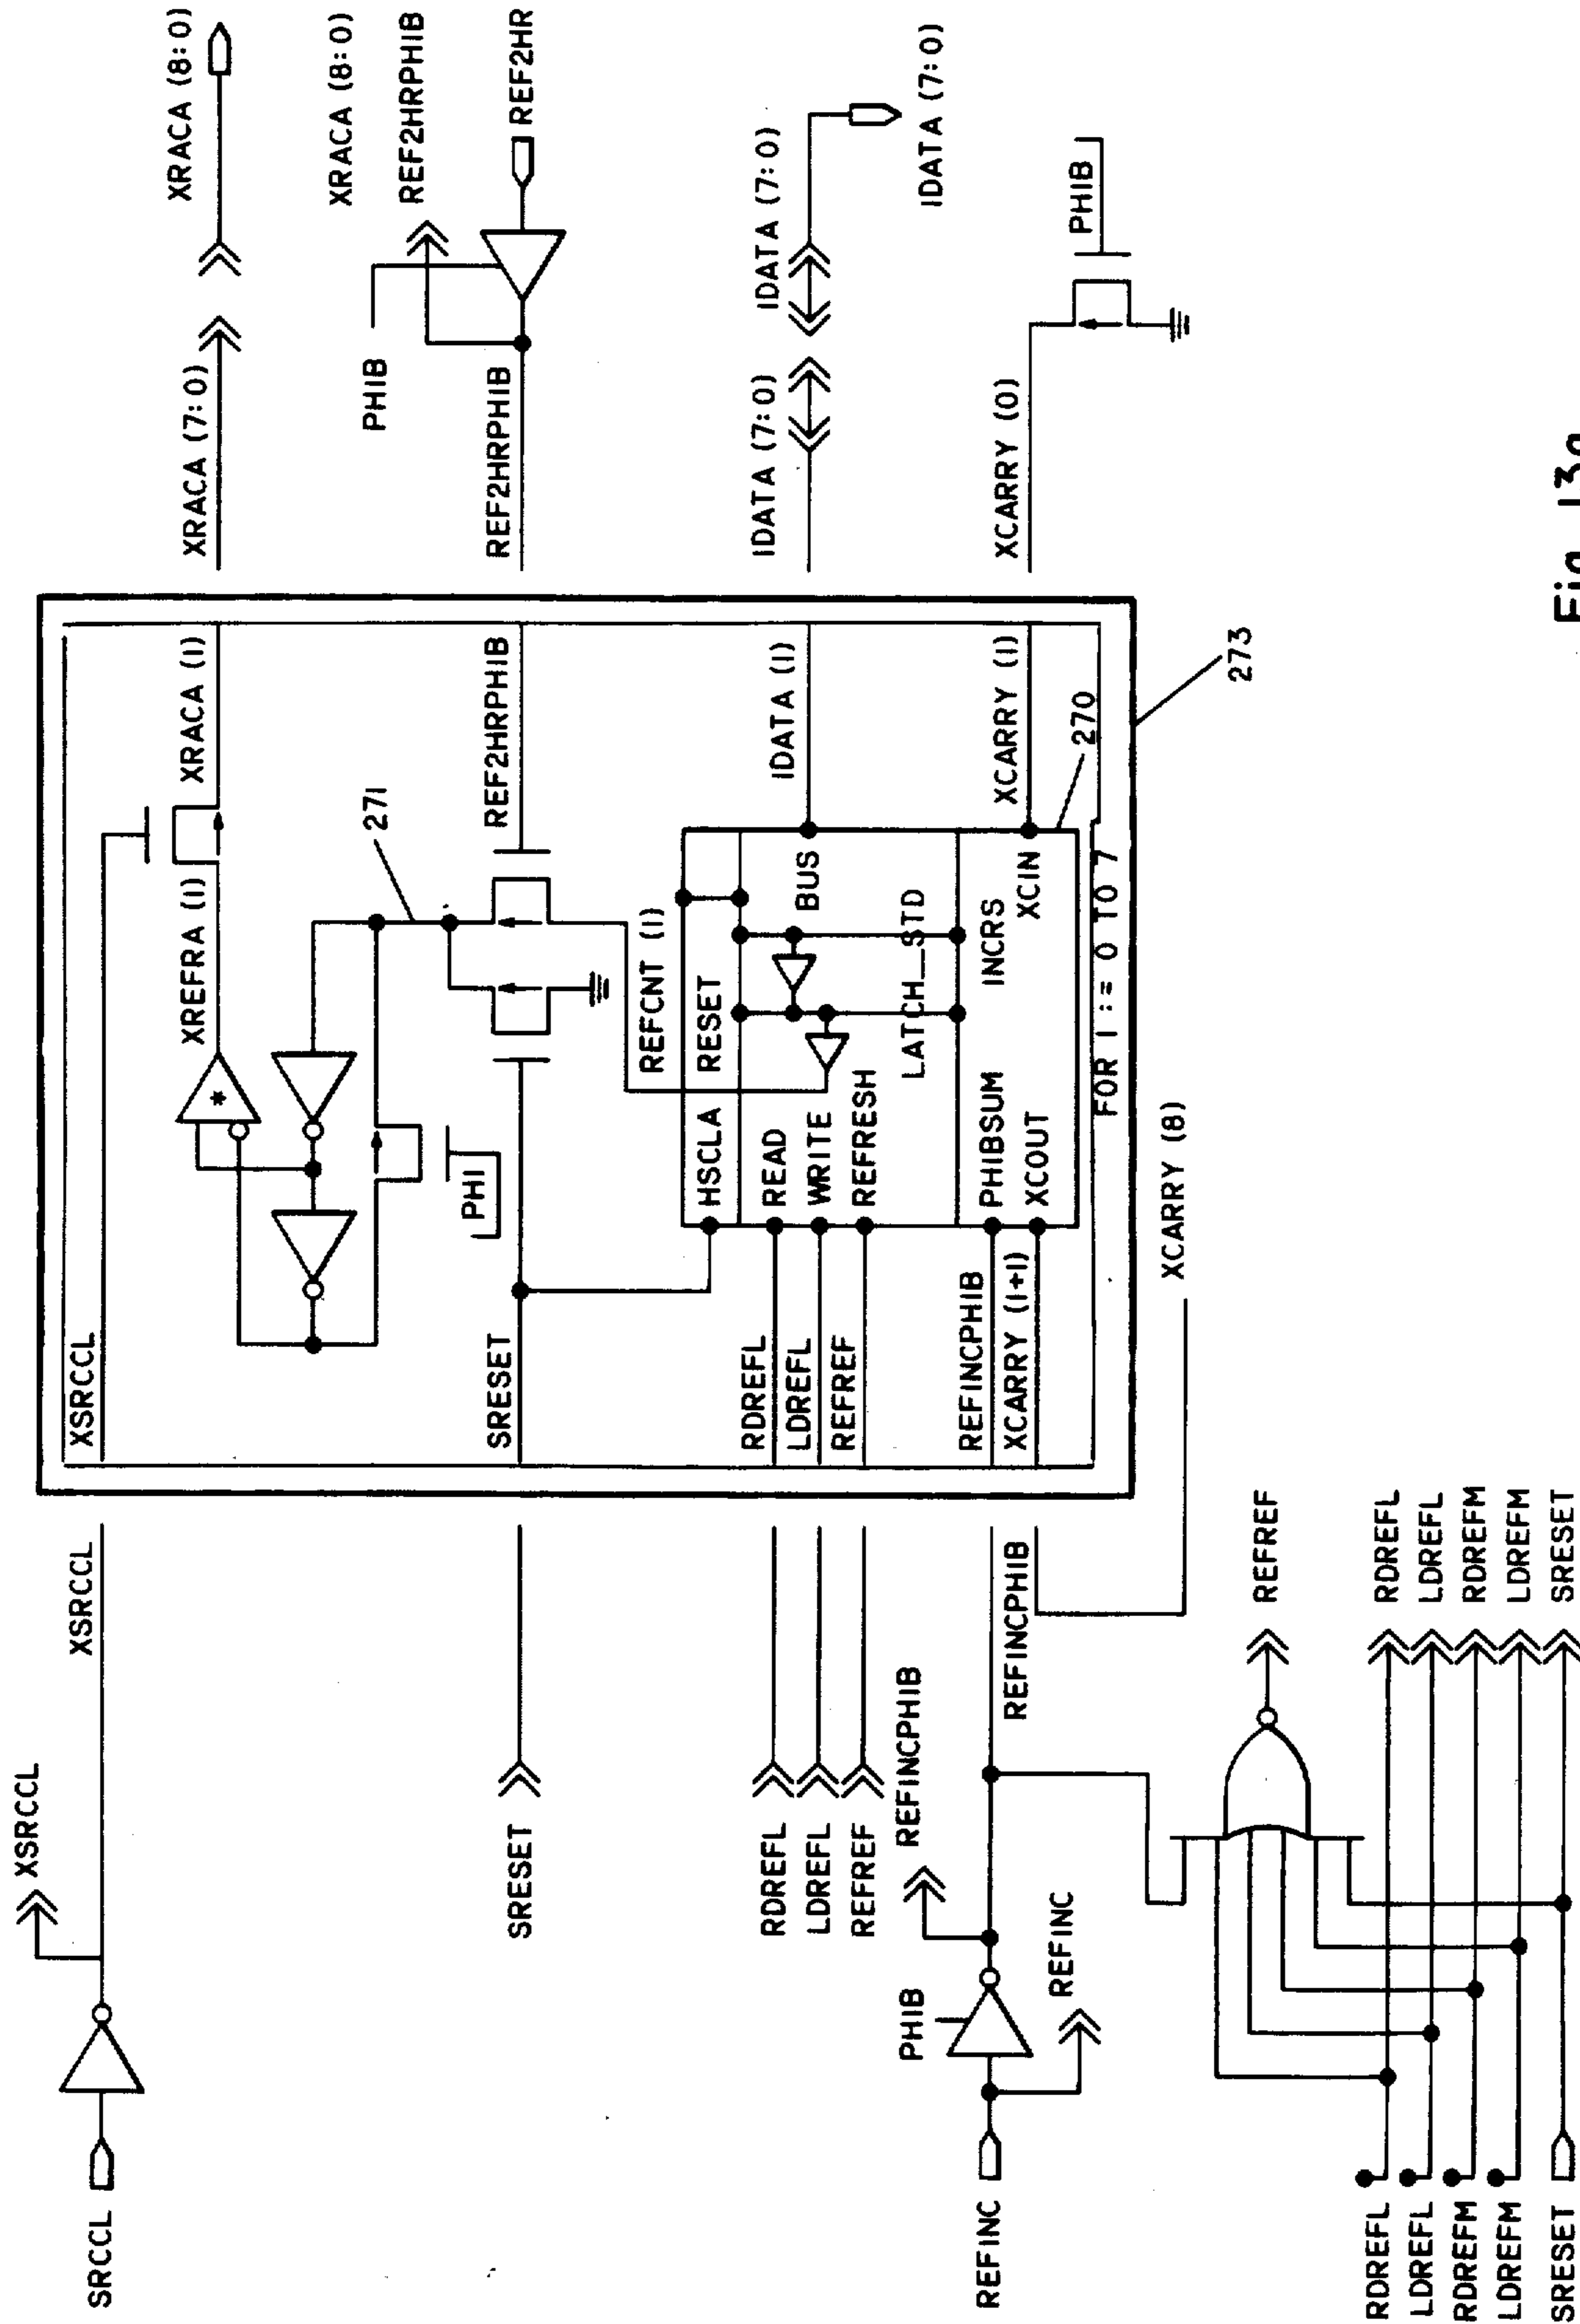 SRCCL
XSRCCL
XSRCCL
XSRCCL
XREFRA (I)
XRACA (I)
XRACA (7:0)
XRACA (8:0)
XRACA (8:0)
271
PHI
PHIB
REF2HRPHIB
SRESET
SRESET
REF2HRPHIB
REF2HRPHIB
REF2HR
REFCNT (I)
HSCLA
RESET
RDREFL
LDREFL
REFREF
RDREFL
LDREFL
REFREF
READ
WRITE
REFRESH
BUS
LATCH_STD
IDATA (I)
IDATA (7:0)
IDATA (7:0)
IDATA (7:0)
REFINC
PHIB
REFINCPHIB
REFINC
REFINCPHIB
REFINCPHIB
XCARRY (I+I)
PHIBSUM
XCOUT
INCRS
XCIN
XCARRY (I)
XCARRY (0)
PHIB
270
FOR I := 0 TO 7
XCARRY (8)
273
REFREF
RDREFL
LDREFL
RDREFM
LDREFM
SRESET
RDREFL
LDREFL
RDREFM
LDREFM
SRESET